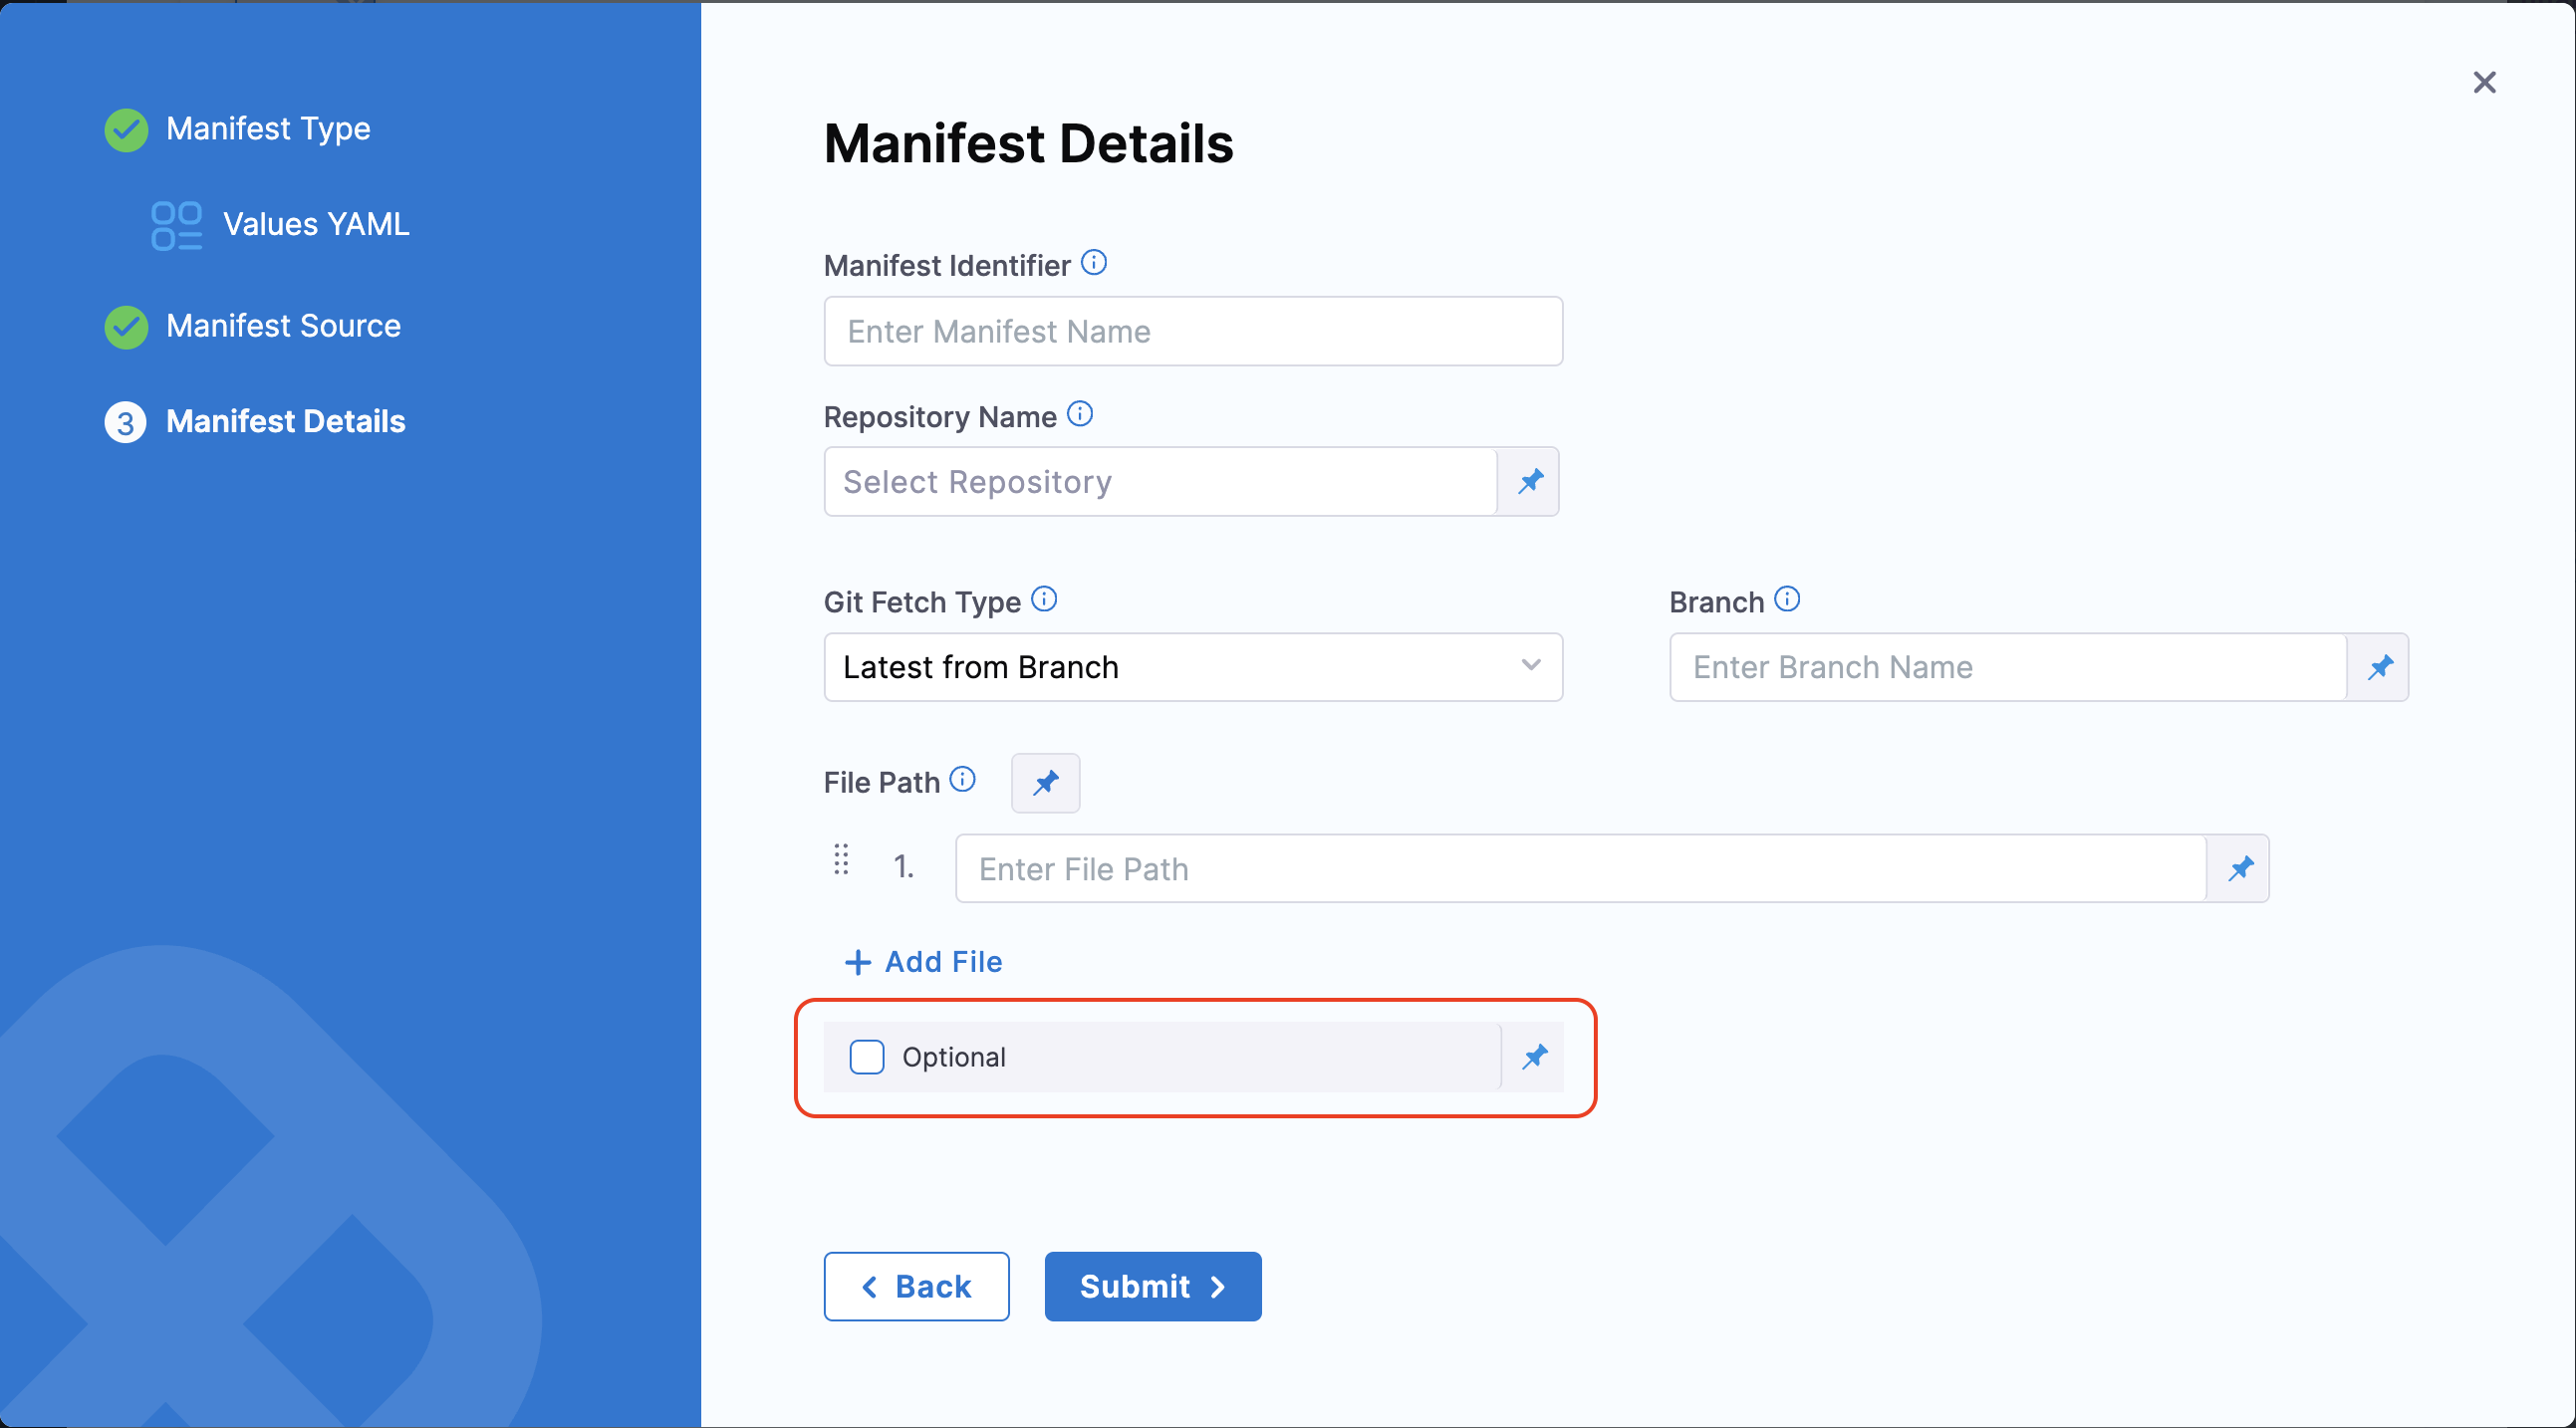 Manifest Type
Values YAML
Manifest Source
3 Manifest Details
Manifest Details
Manifest Identifier
Enter Manifest Name
Repository Name
Select Repository
Git Fetch Type
Latest from Branch
Branch
Enter Branch Name
File Path
1. Enter File Path
+ Add File
Optional
Back
Submit